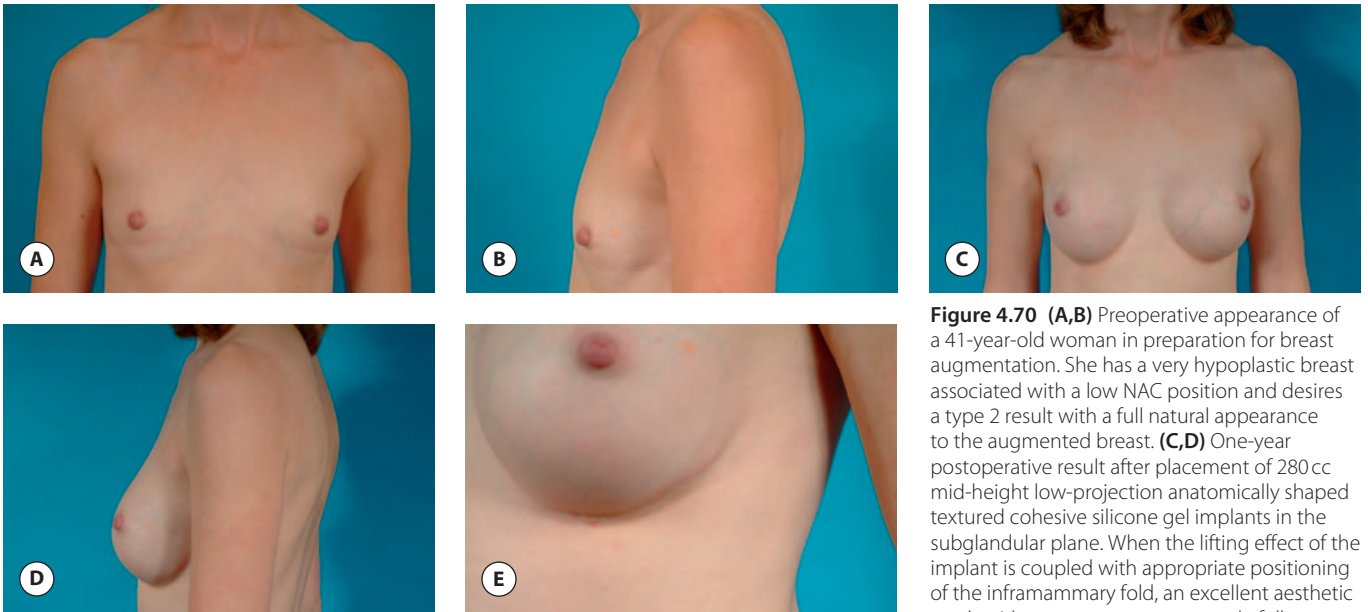 A
B
C
D
E
Figure 4.70 (A,B) Preoperative appearance of
a 41-year-old woman in preparation for breast
augmentation. She has a very hypoplastic breast
associated with a low NAC position and desires
a type 2 result with a full natural appearance
to the augmented breast. (C,D) One-year
postoperative result after placement of 280 cc
mid-height low-projection anatomically shaped
textured cohesive silicone gel implants in the
subglandular plane. When the lifting effect of the
implant is coupled with appropriate positioning
of the inframammary fold, an excellent aesthetic